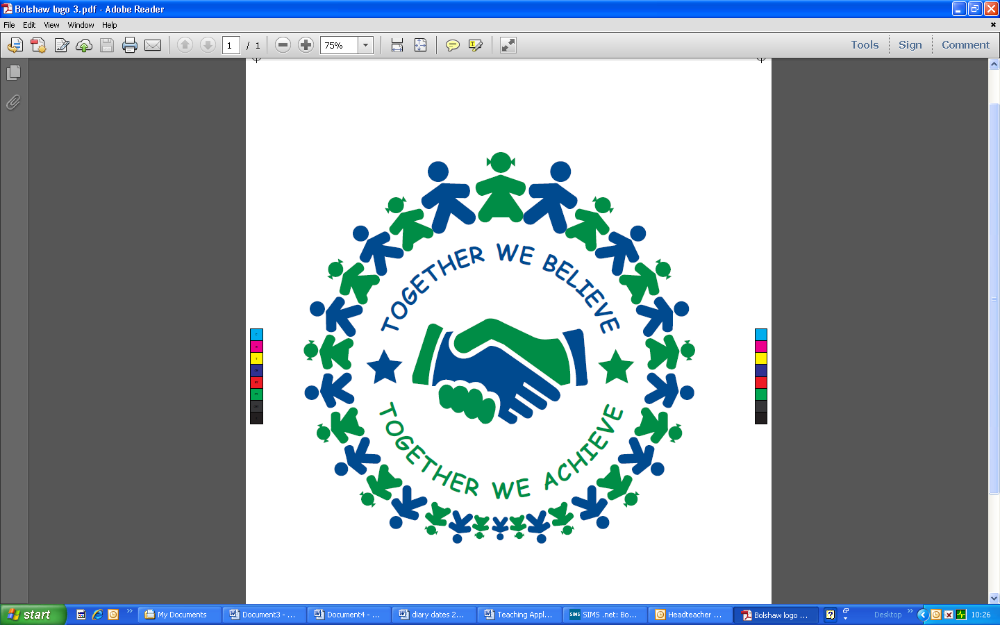 Bolshaw logo 3.pdf - Adobe Reader
File Edit View Window Help
1 / 1 75% Tools Sign Comment
TOGETHER WE BELIEVE
TOGETHER WE ACHIEVE
start My Documents Document3 - ... Document4 - ... diary dates 2... Teaching Appl... SIMS .net: Bo... Headteacher ... Bolshaw logo ... Desktop 10:26